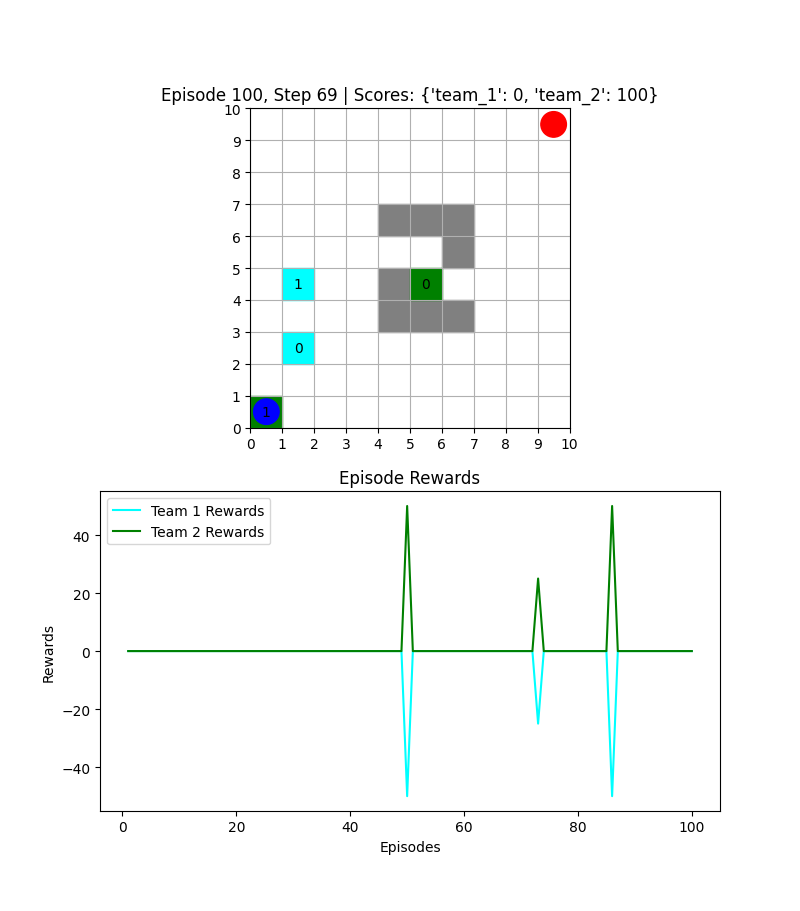 Episode 100, Step 69 | Scores: {'team_1': 0, 'team_2': 100}
10
9
8
7
6
5
4
3
2
1
0
1
0
0
1
0 1 2 3 4 5 6 7 8 9 10
Episode Rewards
Team 1 Rewards
Team 2 Rewards
Rewards
40
20
0
−20
−40
0 20 40 60 80 100
Episodes